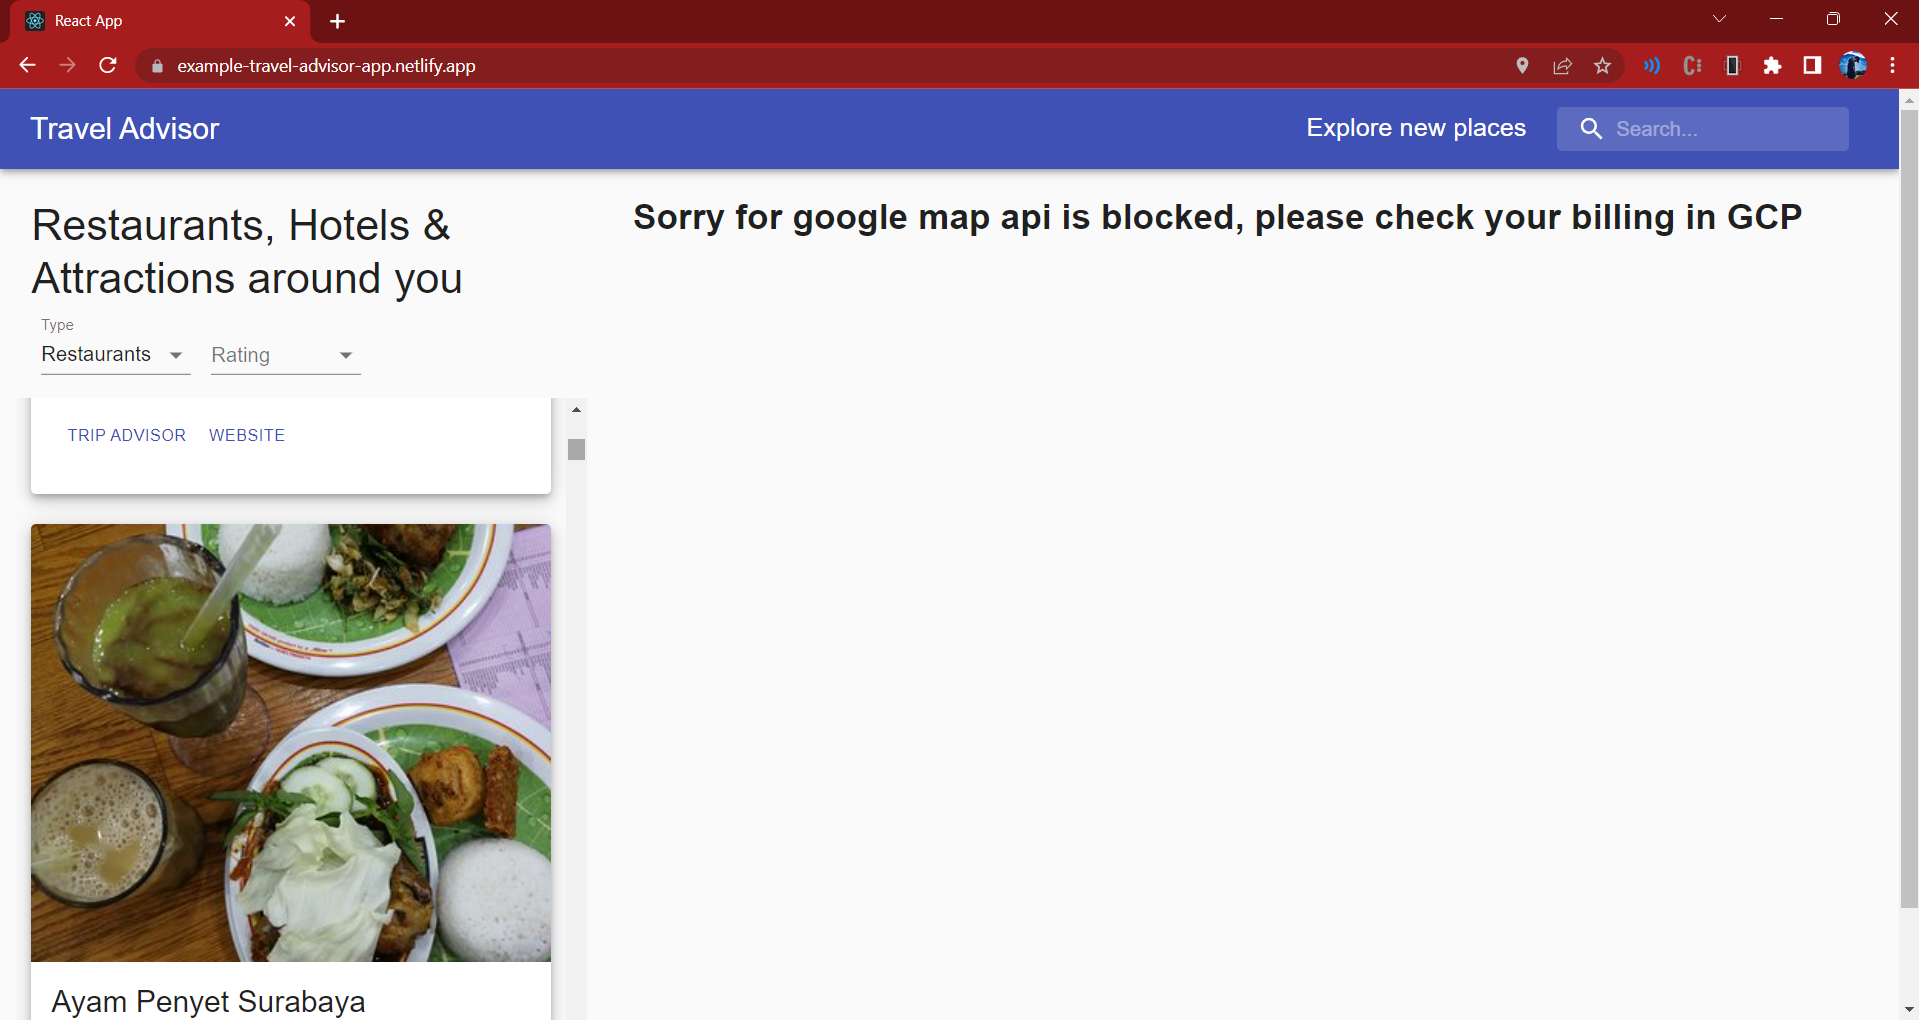 React App
example-travel-advisor-app.netlify.app
Travel Advisor
Explore new places
Search...
Restaurants, Hotels &
Attractions around you
Sorry for google map api is blocked, please check your billing in GCP
Type
Restaurants
Rating
TRIP ADVISOR WEBSITE
Ayam Penyet Surabaya